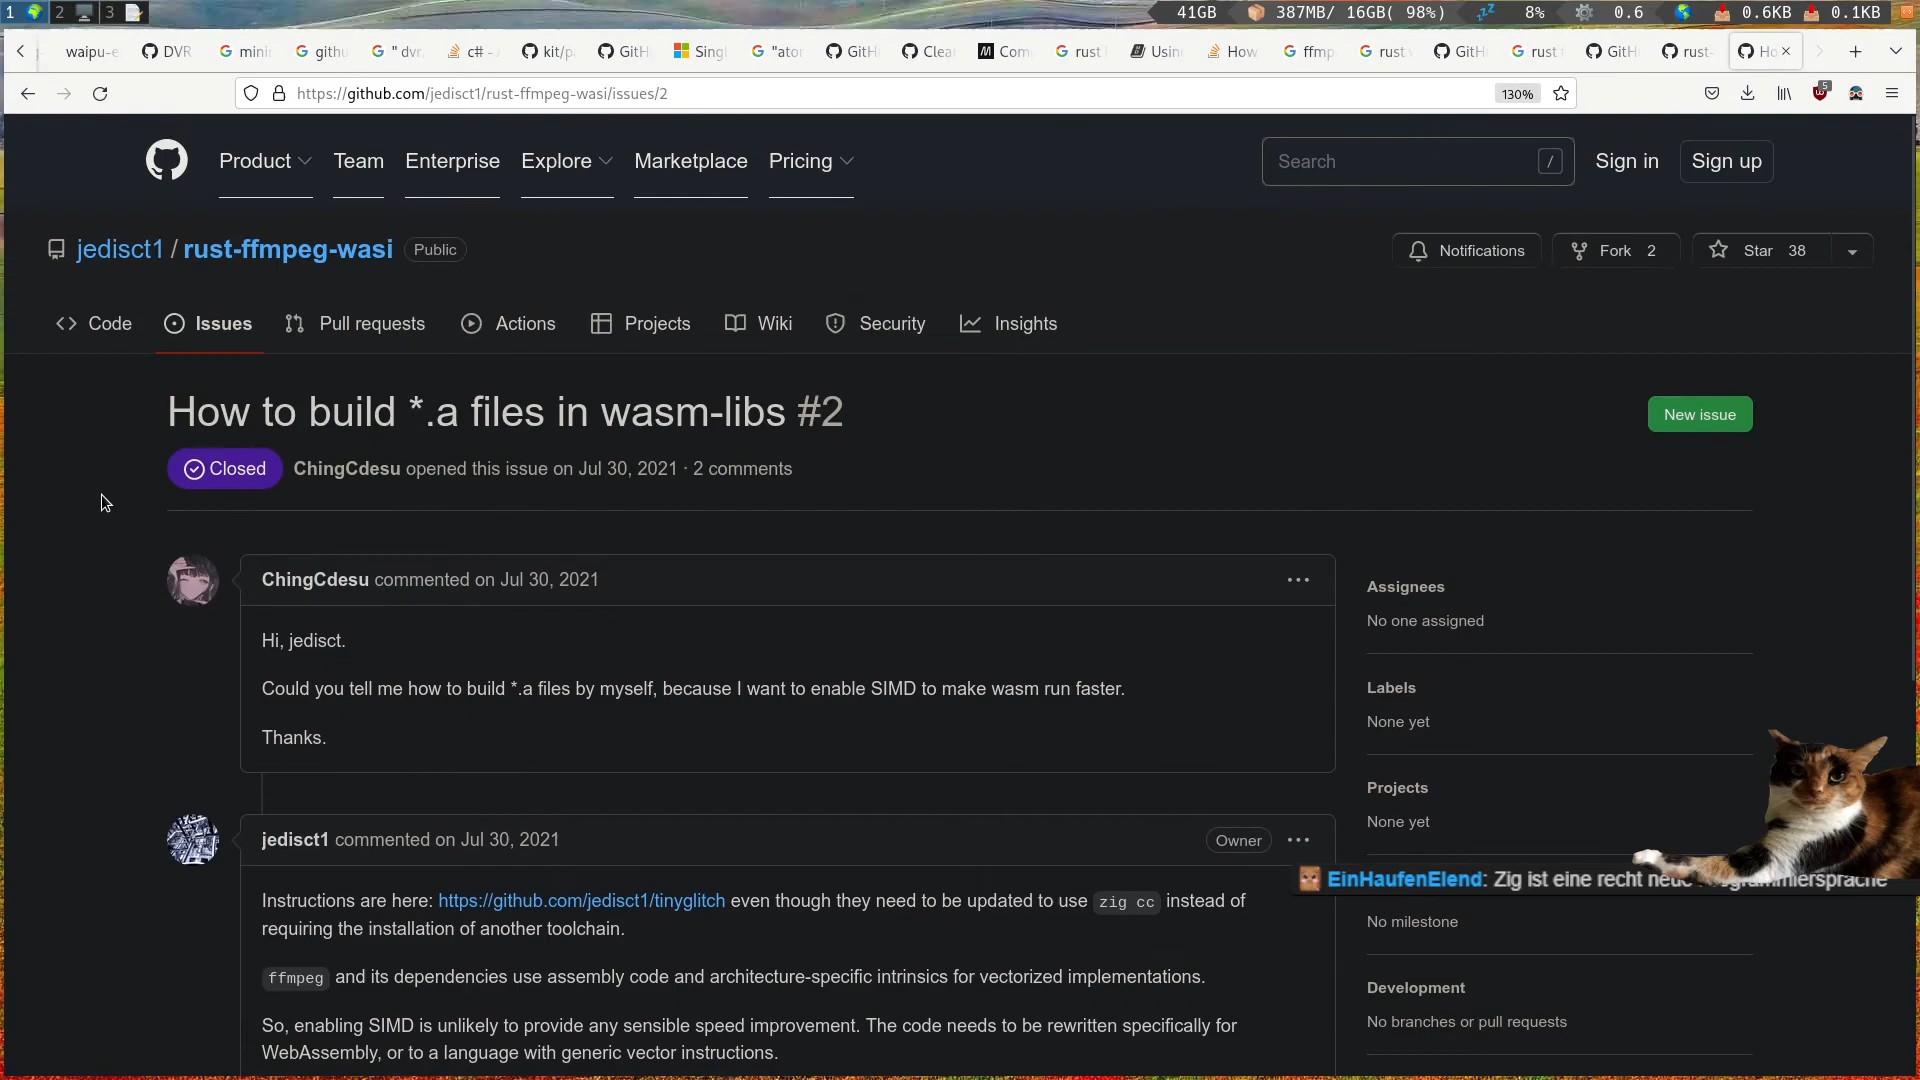 1 2 3 41GB 387MB/ 16GB( 98%) 8% 0.6 0.6KB 0.1KB
waipu-e DVR mini githu " dvr c# - kit/p GitH Singl "ator GitH Clea Com rust Usin How ffmp rust GitH rust GitH rust- Ho
https://github.com/jedisct1/rust-ffmpeg-wasi/issues/2 130% 5
Product Team Enterprise Explore Marketplace Pricing Search / Sign in Sign up
jedisct1 / rust-ffmpeg-wasi Public Notifications Fork 2 Star 38
Code Issues Pull requests Actions Projects Wiki Security Insights
How to build *.a files in wasm-libs #2 New issue
Closed ChingCdesu opened this issue on Jul 30, 2021 · 2 comments
ChingCdesu commented on Jul 30, 2021
Hi, jedisct.
Could you tell me how to build *.a files by myself, because I want to enable SIMD to make wasm run faster.
Thanks.
jedisct1 commented on Jul 30, 2021 Owner
Instructions are here: https://github.com/jedisct1/tinyglitch even though they need to be updated to use zig cc instead of
requiring the installation of another toolchain.
ffmpeg and its dependencies use assembly code and architecture-specific intrinsics for vectorized implementations.
So, enabling SIMD is unlikely to provide any sensible speed improvement. The code needs to be rewritten specifically for
WebAssembly, or to a language with generic vector instructions.
Assignees
No one assigned
Labels
None yet
Projects
None yet
EinHaufenElend: Zig ist eine recht
No milestone
Development
No branches or pull requests